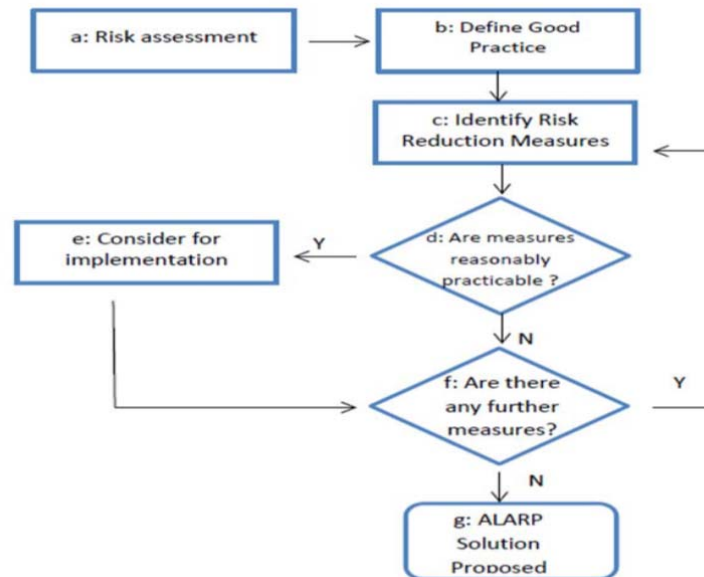 a: Risk assessment
b: Define Good
Practice
c: Identify Risk
Reduction Measures
e: Consider for
implementation
Y
d: Are measures
reasonably
practicable ?
N
f: Are there
any further
measures?
Y
N
g: ALARP
Solution
Proposed